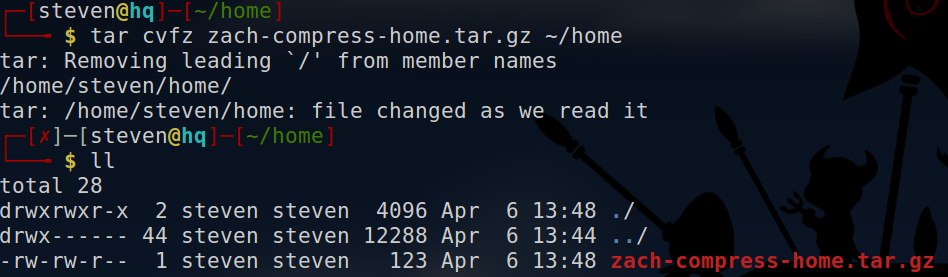 ┌─[steven@hq]─[~/home]
└──╼ $ tar cvfz zach-compress-home.tar.gz ~/home
tar: Removing leading `/' from member names
/home/steven/home/
tar: /home/steven/home: file changed as we read it
┌─[✗]─[steven@hq]─[~/home]
└──╼ $ ll
total 28
drwxrwxr-x  2 steven steven  4096 Apr  6 13:48 ./
drwx------ 44 steven steven 12288 Apr  6 13:44 ../
-rw-rw-r--  1 steven steven   123 Apr  6 13:48 zach-compress-home.tar.gz